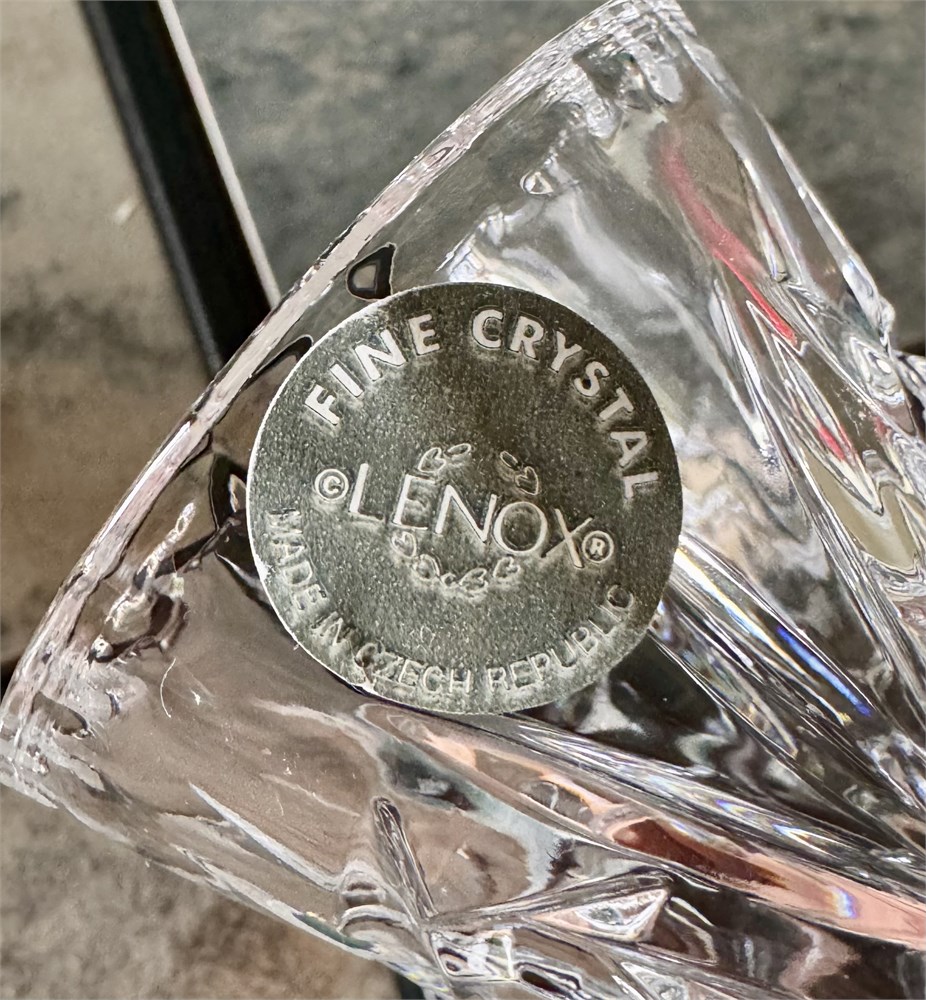 FINE CRYSTAL
©LENOX®
MADE IN CZECH REPUBLIC